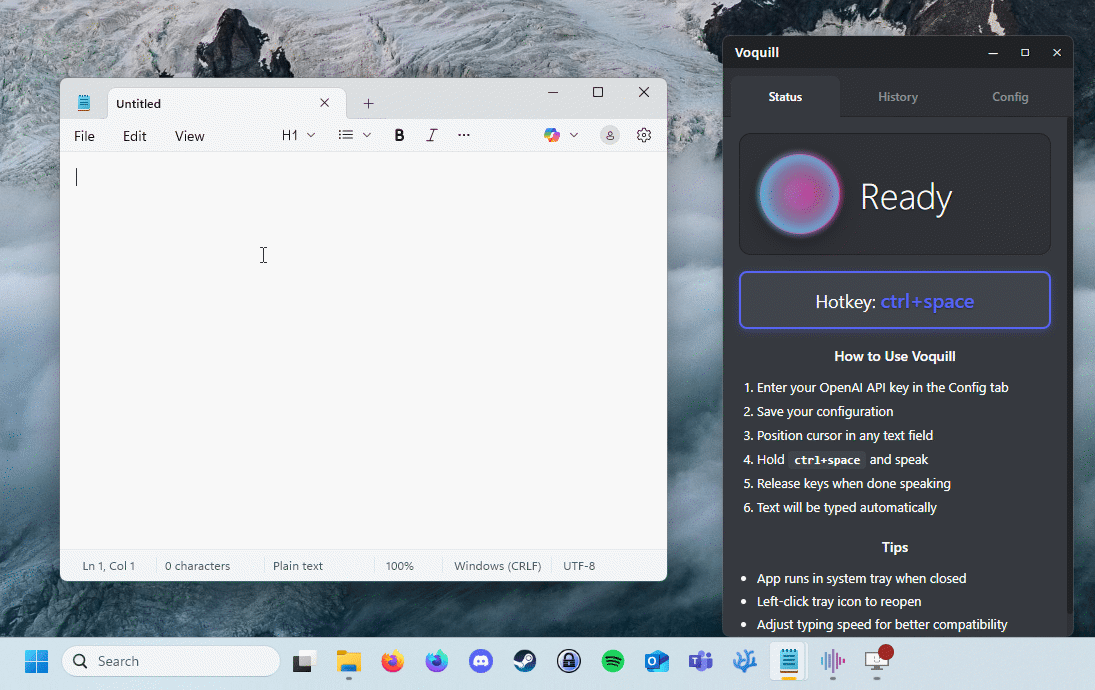 Voquill
Untitled
Status History Config
File Edit View H1 B I
Ready
Hotkey: ctrl+space
How to Use Voquill
1. Enter your OpenAI API key in the Config tab
2. Save your configuration
3. Position cursor in any text field
4. Hold ctrl+space and speak
5. Release keys when done speaking
6. Text will be typed automatically
Tips
• App runs in system tray when closed
• Left-click tray icon to reopen
• Adjust typing speed for better compatibility
Ln 1, Col 1 0 characters Plain text 100% Windows (CRLF) UTF-8
Search